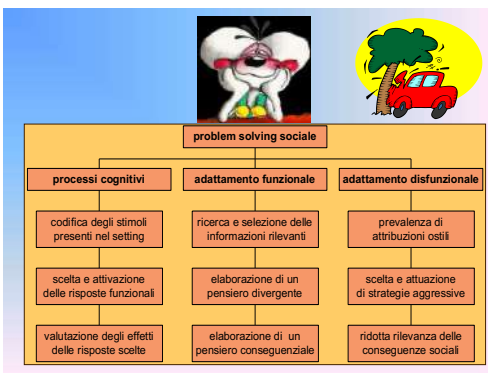 problem solving sociale
processi cognitivi
adattamento funzionale
adattamento disfunzionale
codifica degli stimoli
presenti nel setting
ricerca e selezione delle
informazioni rilevanti
prevalenza di
attribuzioni ostili
scelta e attivazione
delle risposte funzionali
elaborazione di un
pensiero divergente
scelta e attuazione
di strategie aggressive
valutazione degli effetti
delle risposte scelte
elaborazione di un
pensiero conseguenziale
ridotta rilevanza delle
conseguenze sociali